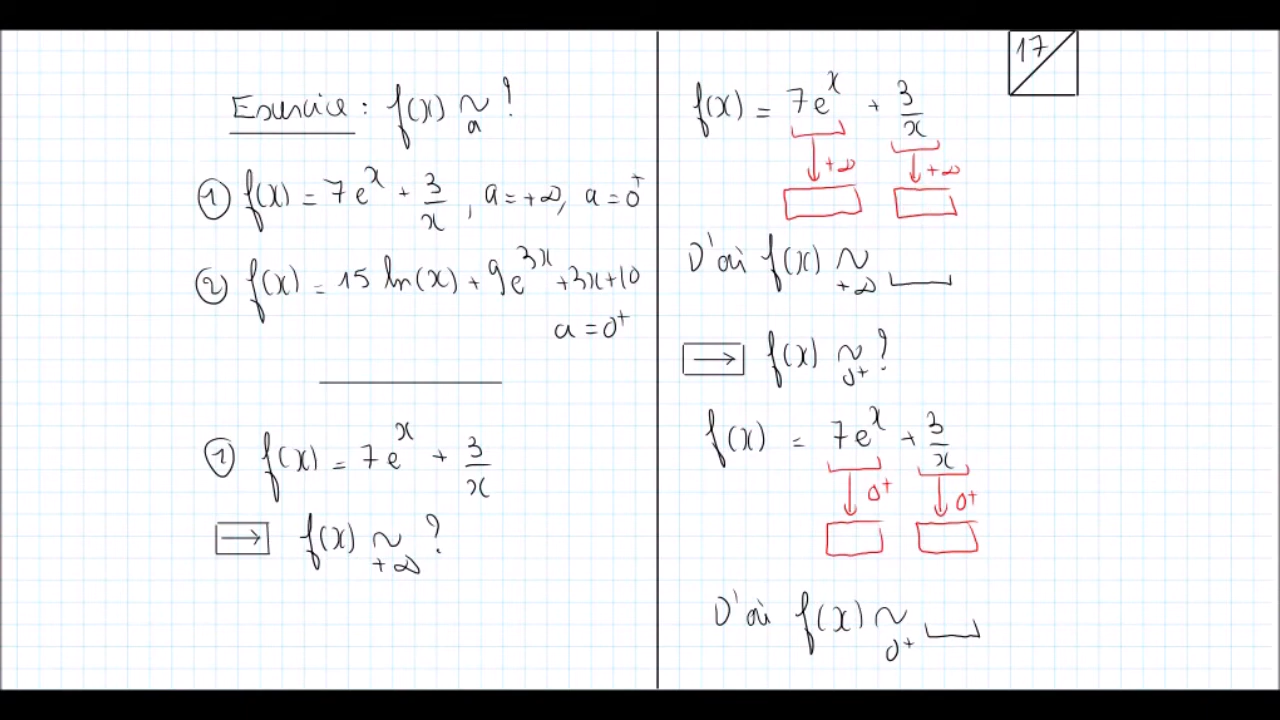 Exercice : f(x) ~ a ?
① f(x) = 7e^x + 3/x , a = +∞, a = 0⁺
② f(x) = 15 ln(x) + 9e^{3x} + 3x + 10
a = 0⁺
① f(x) = 7e^x + 3/x
→ f(x) ~ +∞ ?
17
f(x) = 7e^x + 3/x
↓ +∞ ↓ +∞
D'où f(x) ~ +∞
→ f(x) ~ 0⁺ ?
f(x) = 7e^x + 3/x
↓ 0⁺ ↓ 0⁺
D'où f(x) ~ 0⁺